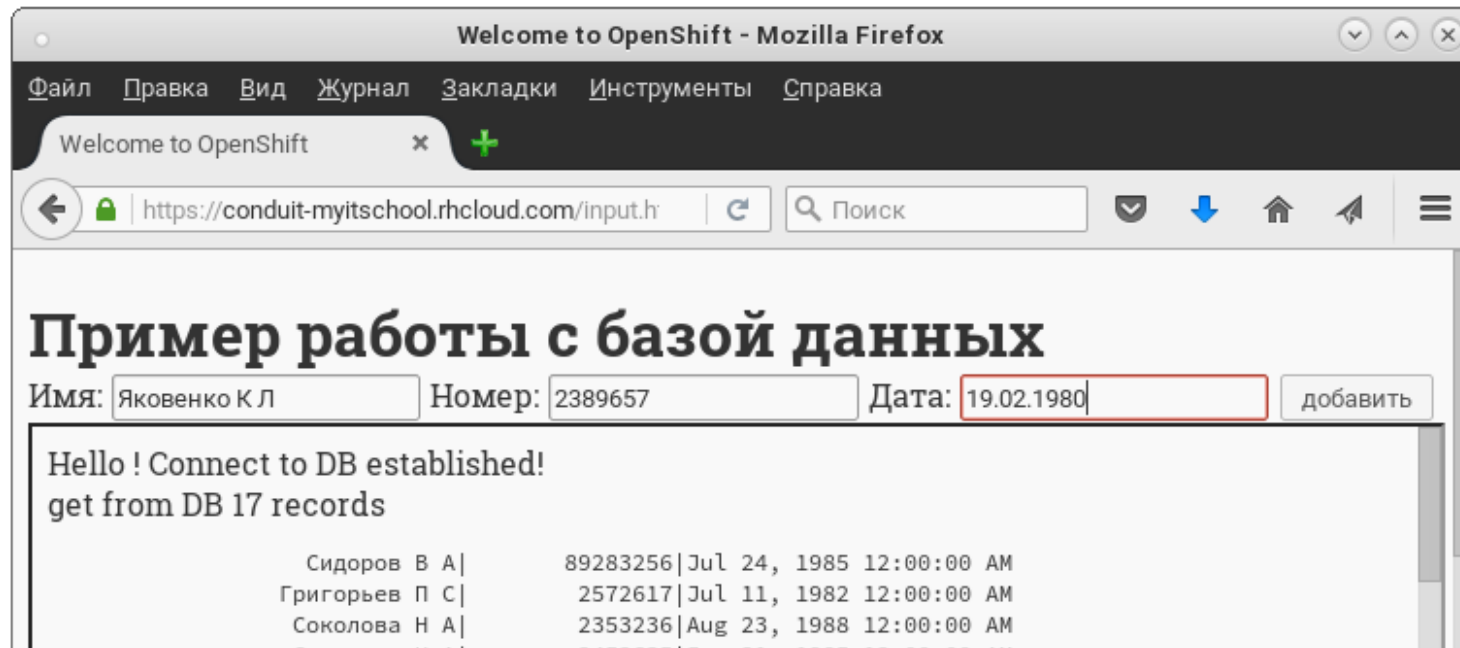 Welcome to OpenShift - Mozilla Firefox
Файл Правка Вид Журнал Закладки Инструменты Справка
Welcome to OpenShift
https://conduit-myitschool.rhcloud.com/input.h
Поиск
Пример работы с базой данных
Имя: Яковенко К Л Номер: 2389657 Дата: 19.02.1980 добавить
Hello ! Connect to DB established!
get from DB 17 records
Сидоров В А| 89283256|Jul 24, 1985 12:00:00 AM
Григорьев П С| 2572617|Jul 11, 1982 12:00:00 AM
Соколова Н А| 2353236|Aug 23, 1988 12:00:00 AM